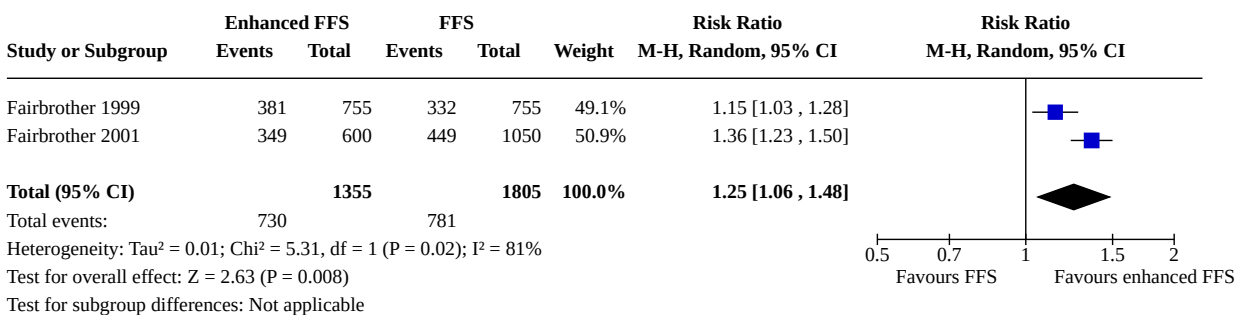 Enhanced FFS FFS Risk Ratio Risk Ratio
Study or Subgroup Events Total Events Total Weight M-H, Random, 95% CI M-H, Random, 95% CI
Fairbrother 1999 381 755 332 755 49.1% 1.15 [1.03 , 1.28]
Fairbrother 2001 349 600 449 1050 50.9% 1.36 [1.23 , 1.50]
Total (95% CI) 1355 1805 100.0% 1.25 [1.06 , 1.48]
Total events: 730 781
Heterogeneity: Tau² = 0.01; Chi² = 5.31, df = 1 (P = 0.02); I² = 81%
0.5 0.7 1 1.5 2
Test for overall effect: Z = 2.63 (P = 0.008) Favours FFS Favours enhanced FFS
Test for subgroup differences: Not applicable